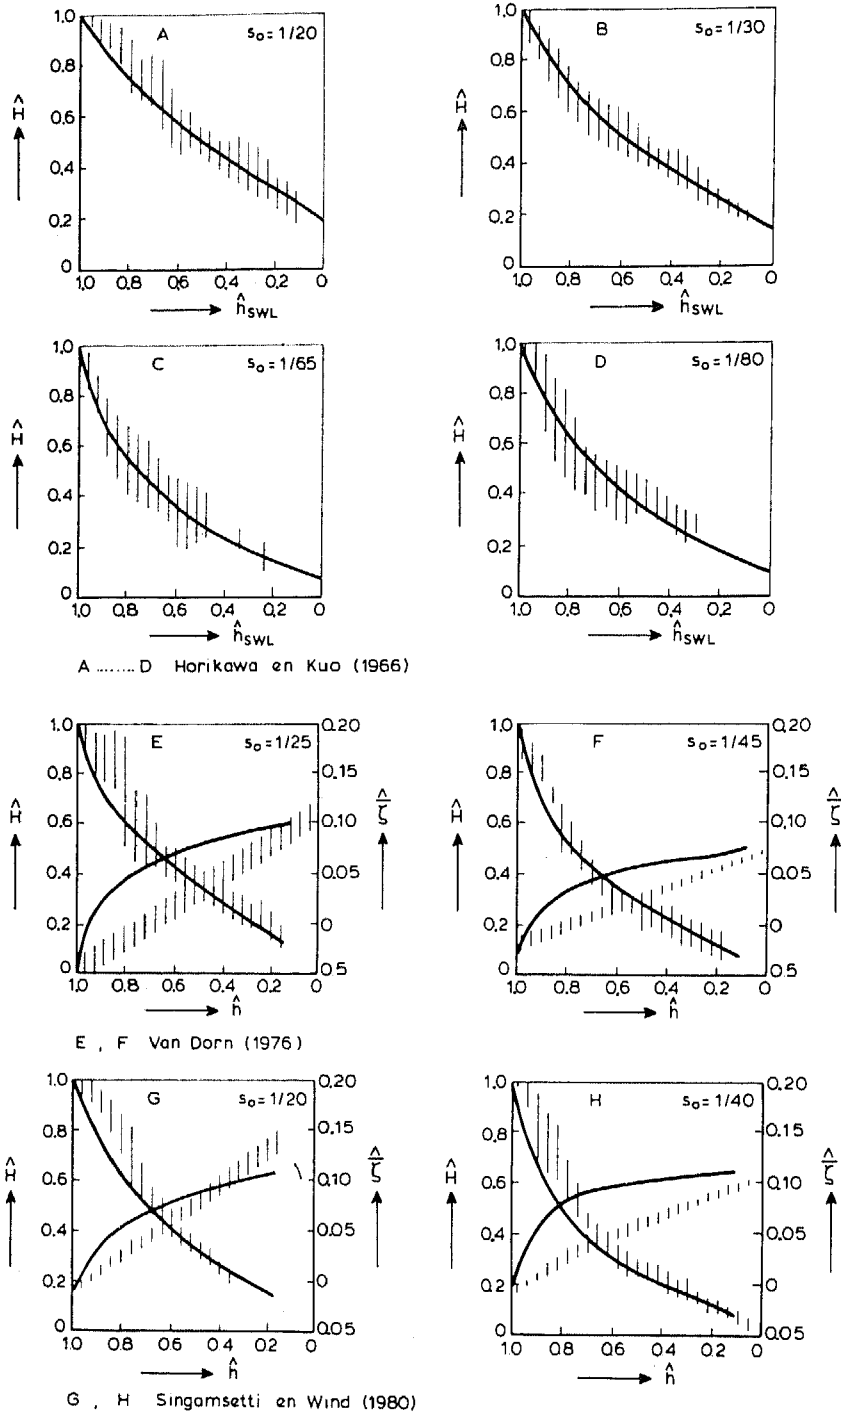 A s₀ = 1/20
1.0
0.8
0.6
0.4
0.2
0
Ĥ
1.0 0.8 0.6 0.4 0.2 0
ĥSWL
B s₀ = 1/30
1.0
0.8
0.6
0.4
0.2
0
Ĥ
1.0 0.8 0.6 0.4 0.2 0
ĥSWL
C s₀ = 1/65
1.0
0.8
0.6
0.4
0.2
0
Ĥ
1.0 0.8 0.6 0.4 0.2 0
ĥSWL
D s₀ = 1/80
1.0
0.8
0.6
0.4
0.2
0
Ĥ
1.0 0.8 0.6 0.4 0.2 0
ĥSWL
A ........ D Horikawa en Kuo (1966)
E s₀ = 1/25
1.0
0.8
0.6
0.4
0.2
0
Ĥ
0.20
0.15
0.10
0.05
0
0.5
ζ̂
1.0 0.8 0.6 0.4 0.2 0
ĥ
F s₀ = 1/45
1.0
0.8
0.6
0.4
0.2
0
Ĥ
0.20
0.15
0.10
0.05
0
0.5
ζ̂
1.0 0.8 0.6 0.4 0.2 0
ĥ
E , F Van Dorn (1976)
G s₀ = 1/20
1.0
0.8
0.6
0.4
0.2
0
Ĥ
0.20
0.15
0.10
0.05
0
0.05
ζ̂
1.0 0.8 0.6 0.4 0.2 0
ĥ
H s₀ = 1/40
1.0
0.8
0.6
0.4
0.2
0
Ĥ
0.20
0.15
0.10
0.05
0
0.05
ζ̂
1.0 0.8 0.6 0.4 0.2 0
ĥ
G , H Singamsetti en Wind (1980)